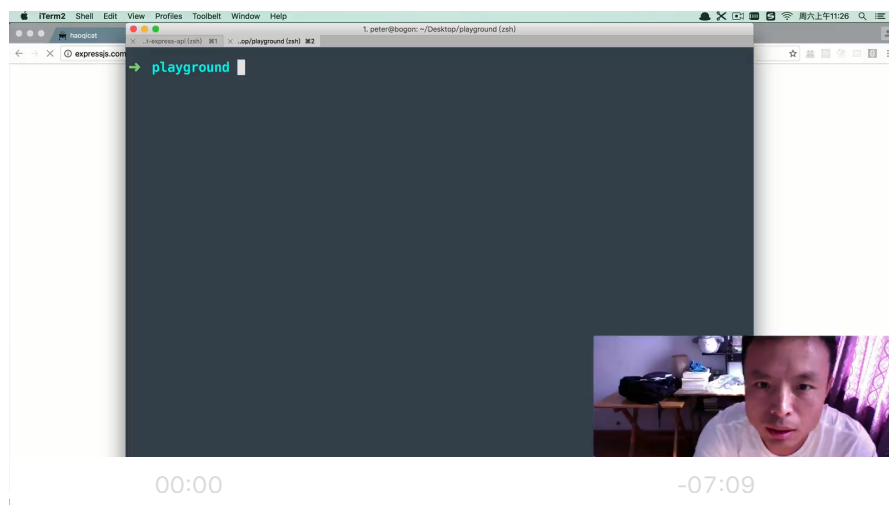 iTerm2 Shell Edit View Profiles Toolbelt Window Help 周六上午11:26
haoqicat
1. peter@bogon: ~/Desktop/playground (zsh)
..t-express-api (zsh) ⌘1 ..op/playground (zsh) ⌘2
expressjs.com
→ playground
00:00 -07:09